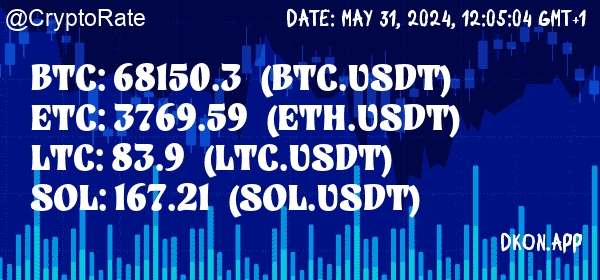 @CryptoRate
DATE: MAY 31, 2024, 12:05:04 GMT+1
BTC: 68150.3 (BTC.USDT)
ETC: 3769.59 (ETH.USDT)
LTC: 83.9 (LTC.USDT)
SOL: 167.21 (SOL.USDT)
DKON.APP